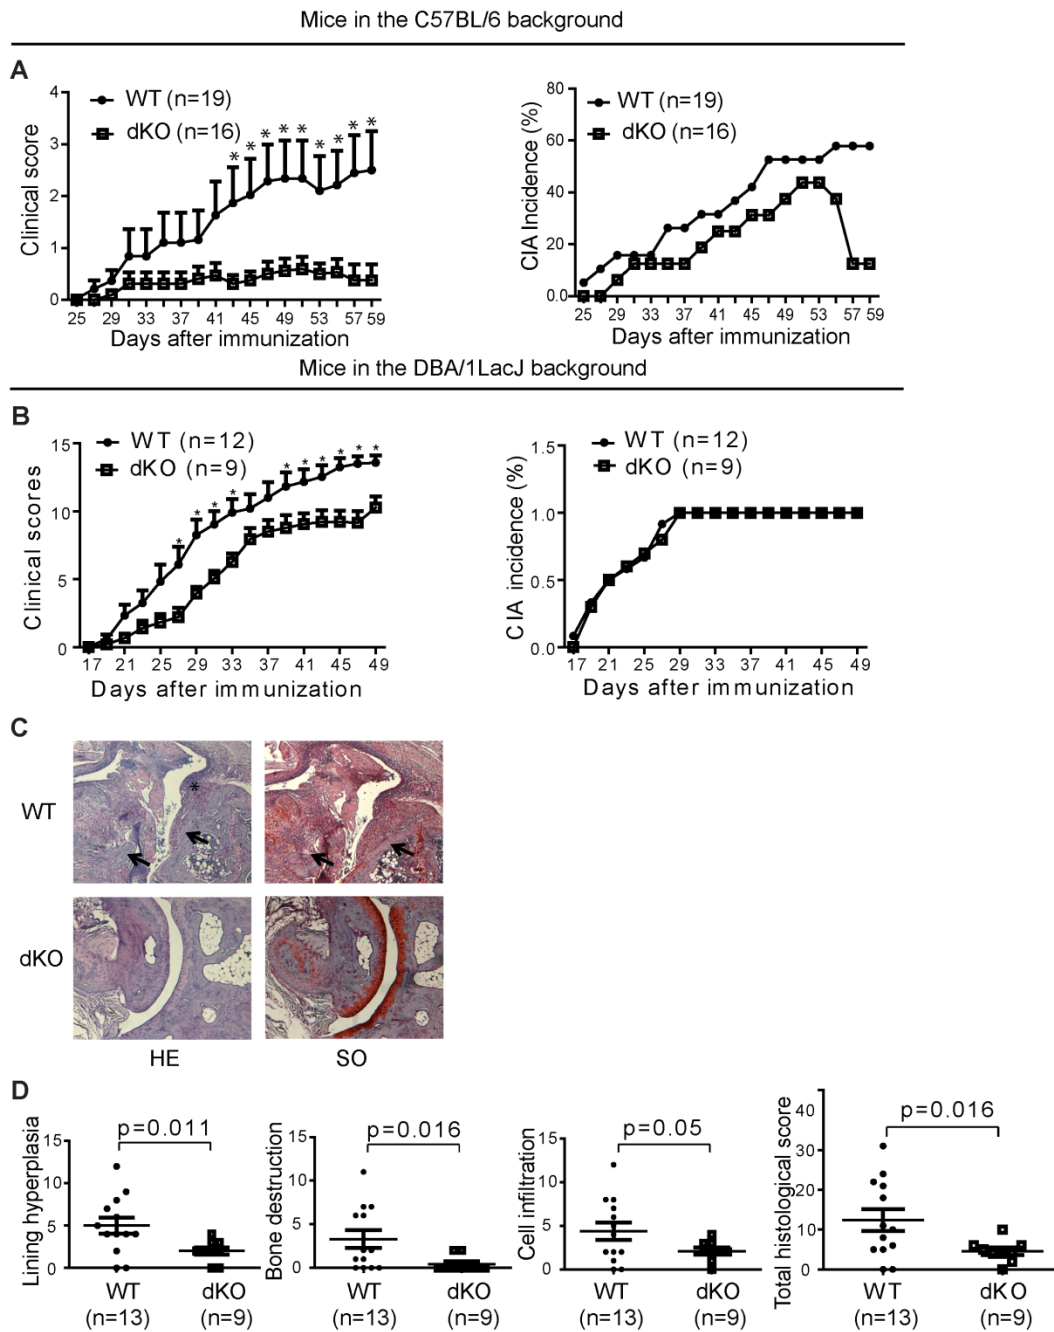 Mice in the C57BL/6 background
A
Clinical score
4
3
2
1
0
WT (n=19)
dKO (n=16)
* * * * * * * * *
25 29 33 37 41 45 49 53 57 59
Days after immunization
CIA Incidence (%)
80
60
40
20
0.0
WT (n=19)
dKO (n=16)
25 29 33 37 41 45 49 53 57 59
Days after immunization
Mice in the DBA/1LacJ background
B
Clinical scores
15
10
5
0
WT (n=12)
dKO (n=9)
* * * * * * * * * *
17 21 25 29 33 37 41 45 49
Days after immunization
CIA incidence (%)
1.5
1.0
0.5
0.0
WT (n=12)
dKO (n=9)
17 21 25 29 33 37 41 45 49
Days after immunization
C
WT
*
dKO
HE SO
D
Lining hyperplasia
15
10
5
0
p=0.011
WT dKO
(n=13) (n=9)
Bone destruction
15
10
5
0
p=0.016
WT dKO
(n=13) (n=9)
Cell infiltration
15
10
5
0
p=0.05
WT dKO
(n=13) (n=9)
Total histological score
40
30
20
10
0
p=0.016
WT dKO
(n=13) (n=9)